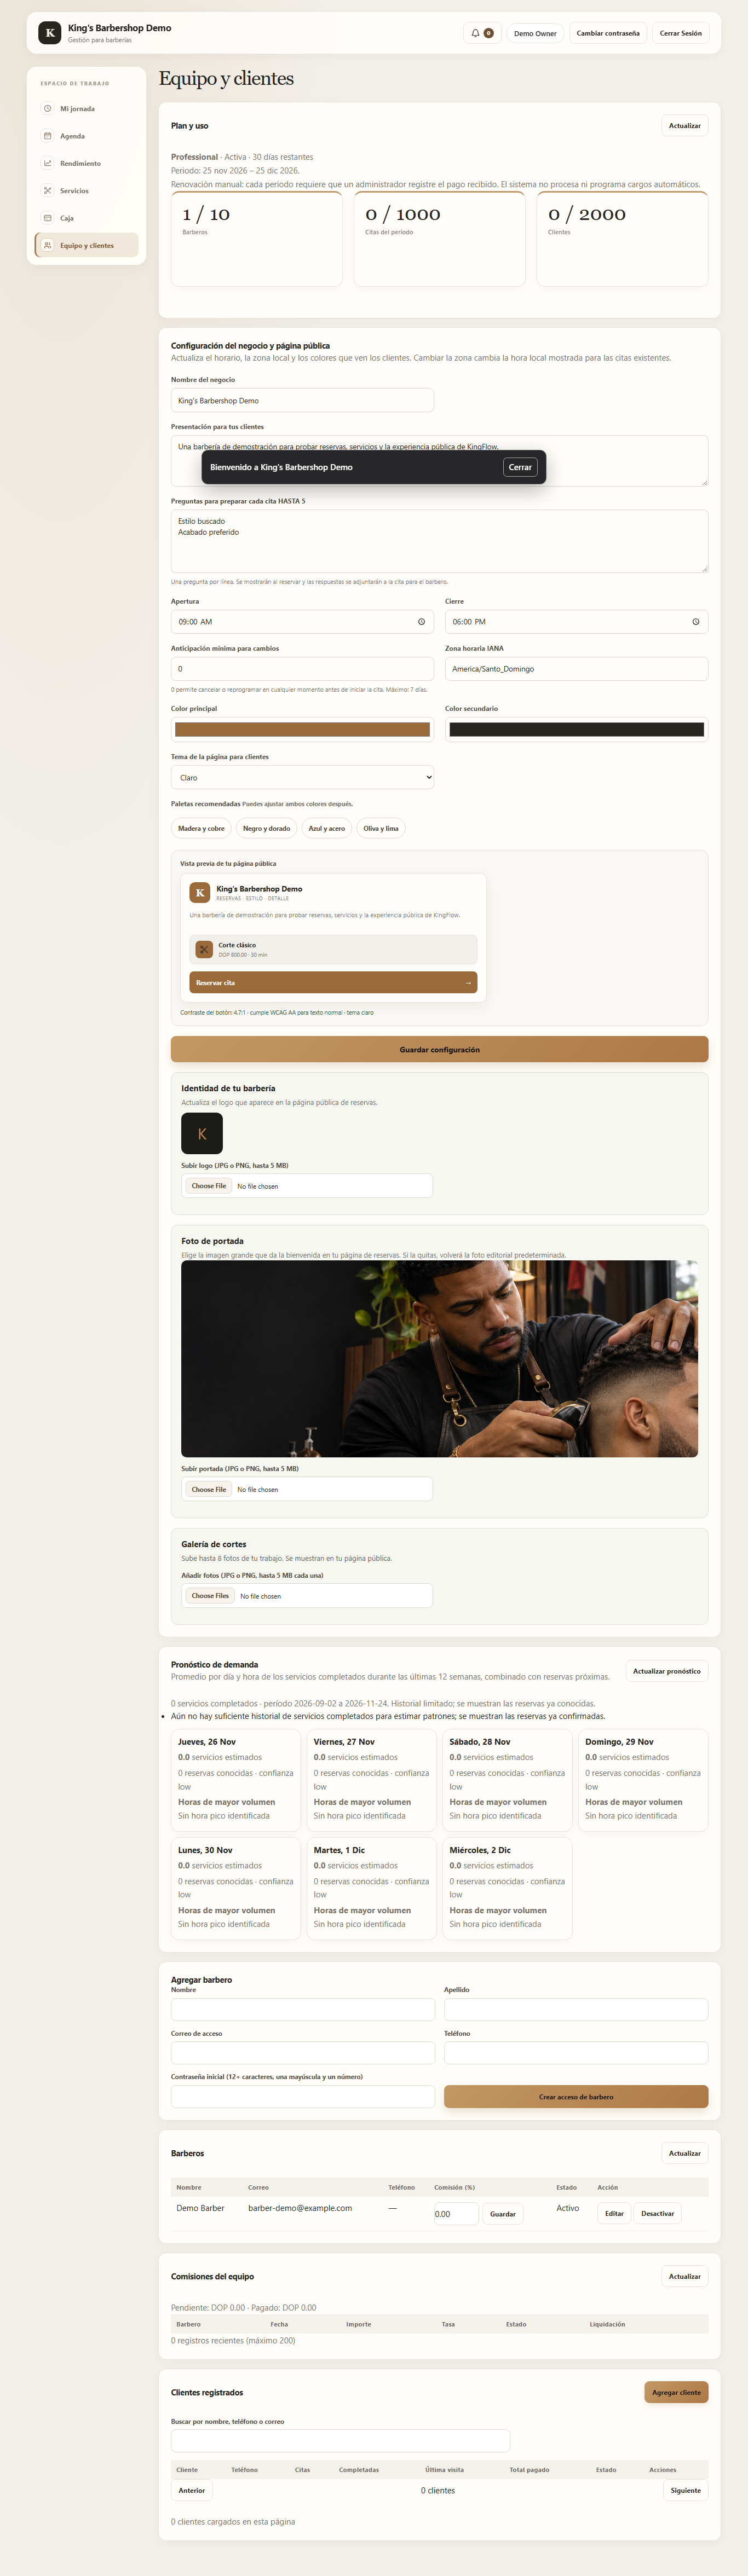 K
King's Barbershop Demo
Gestión para barberías
0
Demo Owner
Cambiar contraseña
Cerrar Sesión
ESPACIO DE TRABAJO
Mi jornada
Agenda
Rendimiento
Servicios
Caja
Equipo y clientes
Equipo y clientes
Plan y uso
Actualizar
Professional · Activa · 30 días restantes
Periodo: 25 nov 2026 – 25 dic 2026.
Renovación manual: cada periodo requiere que un administrador registre el pago recibido. El sistema no procesa ni programa cargos automáticos.
1 / 10
Barberos
0 / 1000
Citas del periodo
0 / 2000
Clientes
Configuración del negocio y página pública
Actualiza el horario, la zona local y los colores que ven los clientes. Cambiar la zona cambia la hora local mostrada para las citas existentes.
Nombre del negocio
King's Barbershop Demo
Presentación para tus clientes
Una barbería de demostración para probar reservas, servicios y la experiencia pública de KingFlow.
Bienvenido a King's Barbershop Demo
Cerrar
Preguntas para preparar cada cita HASTA 5
Estilo buscado
Acabado preferido
Una pregunta por línea. Se mostrarán al reservar y las respuestas se adjuntarán a la cita para el barbero.
Apertura
Cierre
09:00 AM
06:00 PM
Anticipación mínima para cambios
Zona horaria IANA
0
America/Santo_Domingo
0 permite cancelar o reprogramar en cualquier momento antes de iniciar la cita. Máximo: 7 días.
Color principal
Color secundario
Tema de la página para clientes
Claro
Paletas recomendadas Puedes ajustar ambos colores después.
Madera y cobre
Negro y dorado
Azul y acero
Oliva y lima
Vista previa de tu página pública
K
King's Barbershop Demo
RESERVAS · ESTILO · DETALLE
Una barbería de demostración para probar reservas, servicios y la experiencia pública de KingFlow.
Corte clásico
DOP 800.00 · 30 min
Reservar cita →
Contraste del botón: 4.7:1 · cumple WCAG AA para texto normal · tema claro
Guardar configuración
Identidad de tu barbería
Actualiza el logo que aparece en la página pública de reservas.
K
Subir logo (JPG o PNG, hasta 5 MB)
Choose File No file chosen
Foto de portada
Elige la imagen grande que da la bienvenida en tu página de reservas. Si la quitas, volverá la foto editorial predeterminada.
Subir portada (JPG o PNG, hasta 5 MB)
Choose File No file chosen
Galería de cortes
Sube hasta 8 fotos de tu trabajo. Se muestran en tu página pública.
Añadir fotos (JPG o PNG, hasta 5 MB cada una)
Choose Files No file chosen
Pronóstico de demanda
Promedio por día y hora de los servicios completados durante las últimas 12 semanas, combinado con reservas próximas.
Actualizar pronóstico
0 servicios completados · período 2026-09-02 a 2026-11-24. Historial limitado; se muestran las reservas ya conocidas.
• Aún no hay suficiente historial de servicios completados para estimar patrones; se muestran las reservas ya confirmadas.
Jueves, 26 Nov
0.0 servicios estimados
0 reservas conocidas · confianza
low
Horas de mayor volumen
Sin hora pico identificada
Viernes, 27 Nov
0.0 servicios estimados
0 reservas conocidas · confianza
low
Horas de mayor volumen
Sin hora pico identificada
Sábado, 28 Nov
0.0 servicios estimados
0 reservas conocidas · confianza
low
Horas de mayor volumen
Sin hora pico identificada
Domingo, 29 Nov
0.0 servicios estimados
0 reservas conocidas · confianza
low
Horas de mayor volumen
Sin hora pico identificada
Lunes, 30 Nov
0.0 servicios estimados
0 reservas conocidas · confianza
low
Horas de mayor volumen
Sin hora pico identificada
Martes, 1 Dic
0.0 servicios estimados
0 reservas conocidas · confianza
low
Horas de mayor volumen
Sin hora pico identificada
Miércoles, 2 Dic
0.0 servicios estimados
0 reservas conocidas · confianza
low
Horas de mayor volumen
Sin hora pico identificada
Agregar barbero
Nombre
Apellido
Correo de acceso
Teléfono
Contraseña inicial (12+ caracteres, una mayúscula y un número)
Crear acceso de barbero
Barberos
Actualizar
Nombre Correo Teléfono Comisión (%) Estado Acción
Demo Barber barber-demo@example.com — 0.00 Guardar Activo Editar Desactivar
Comisiones del equipo
Actualizar
Pendiente: DOP 0.00 · Pagado: DOP 0.00
Barbero Fecha Importe Tasa Estado Liquidación
0 registros recientes (máximo 200)
Clientes registrados
Agregar cliente
Buscar por nombre, teléfono o correo
Cliente Teléfono Citas Completadas Última visita Total pagado Estado Acciones
Anterior
0 clientes
Siguiente
0 clientes cargados en esta página